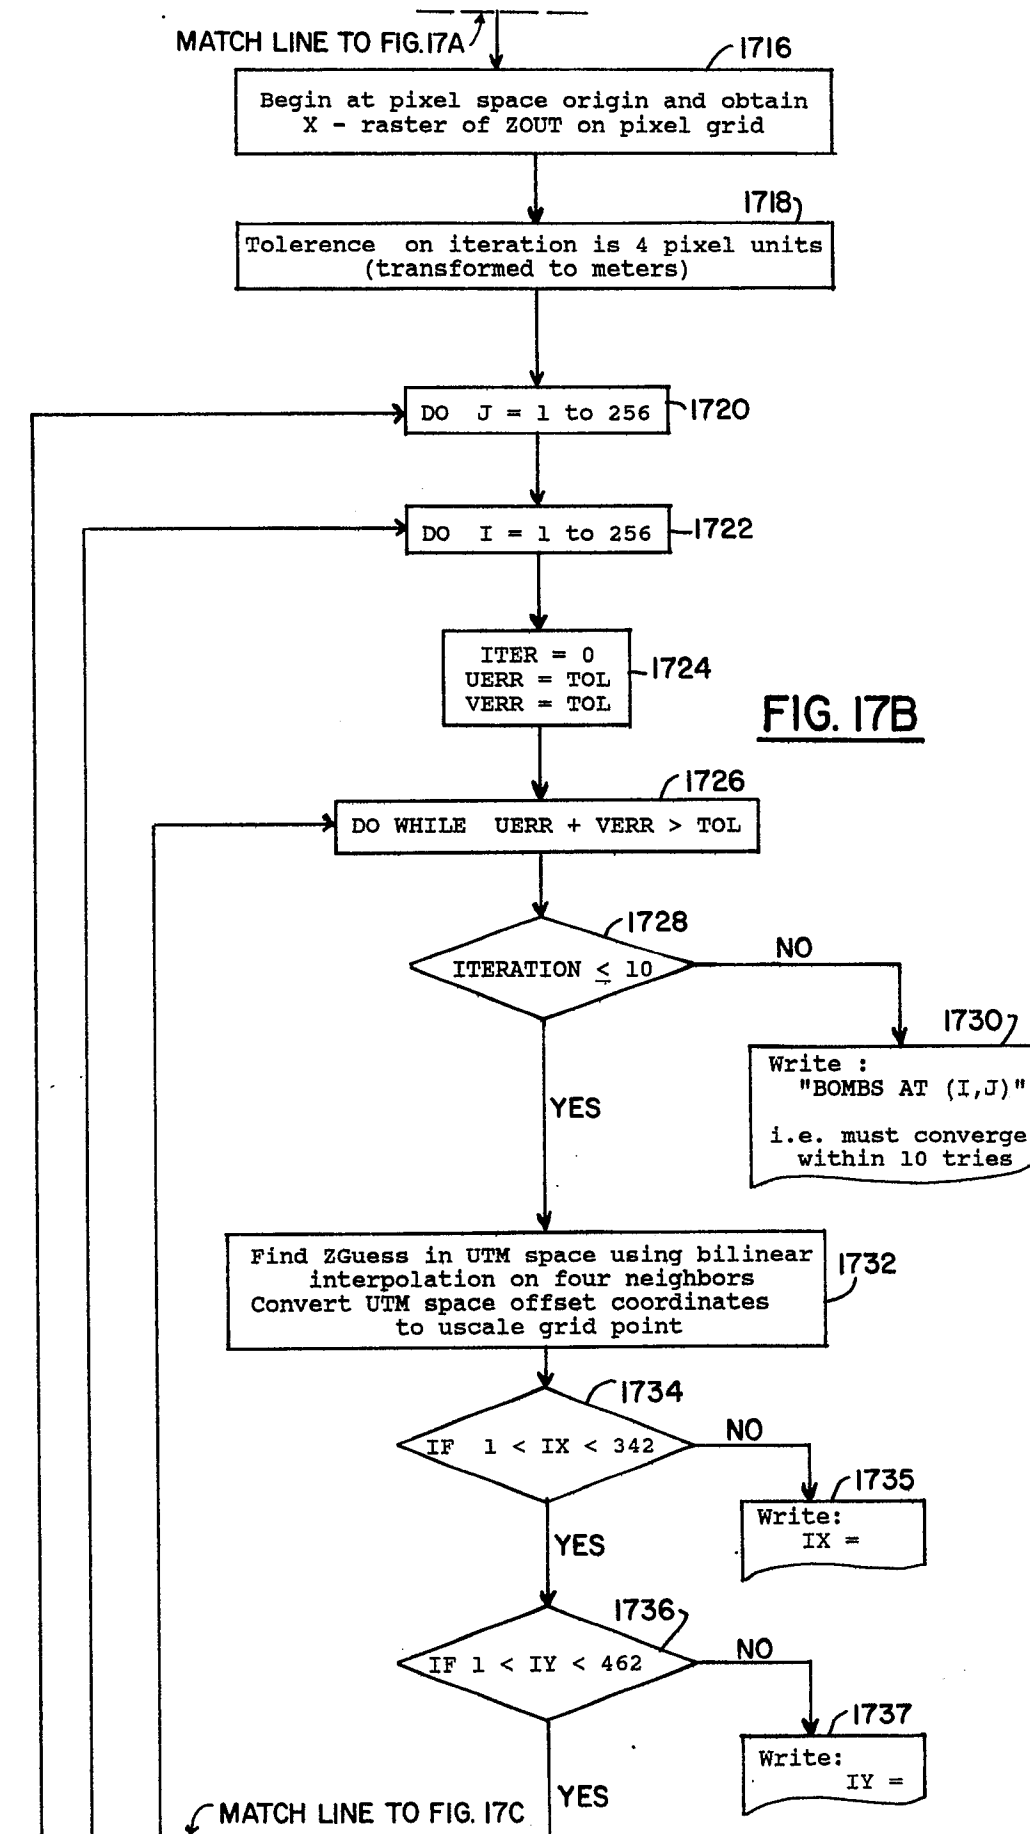 MATCH LINE TO FIG.17A
1716
Begin at pixel space origin and obtain
X - raster of ZOUT on pixel grid
1718
Tolerence on iteration is 4 pixel units
(transformed to meters)
DO J = 1 to 256
1720
DO I = 1 to 256
1722
ITER = 0
UERR = TOL
VERR = TOL
1724
FIG. 17B
1726
DO WHILE UERR + VERR > TOL
1728
ITERATION ≤ 10
NO
1730
Write :
"BOMBS AT (I,J)"
i.e. must converge
within 10 tries
YES
Find ZGuess in UTM space using bilinear
interpolation on four neighbors
Convert UTM space offset coordinates
to uscale grid point
1732
1734
IF 1 < IX < 342
NO
1735
Write:
IX =
YES
1736
IF 1 < IY < 462
NO
1737
Write:
IY =
YES
MATCH LINE TO FIG. 17C